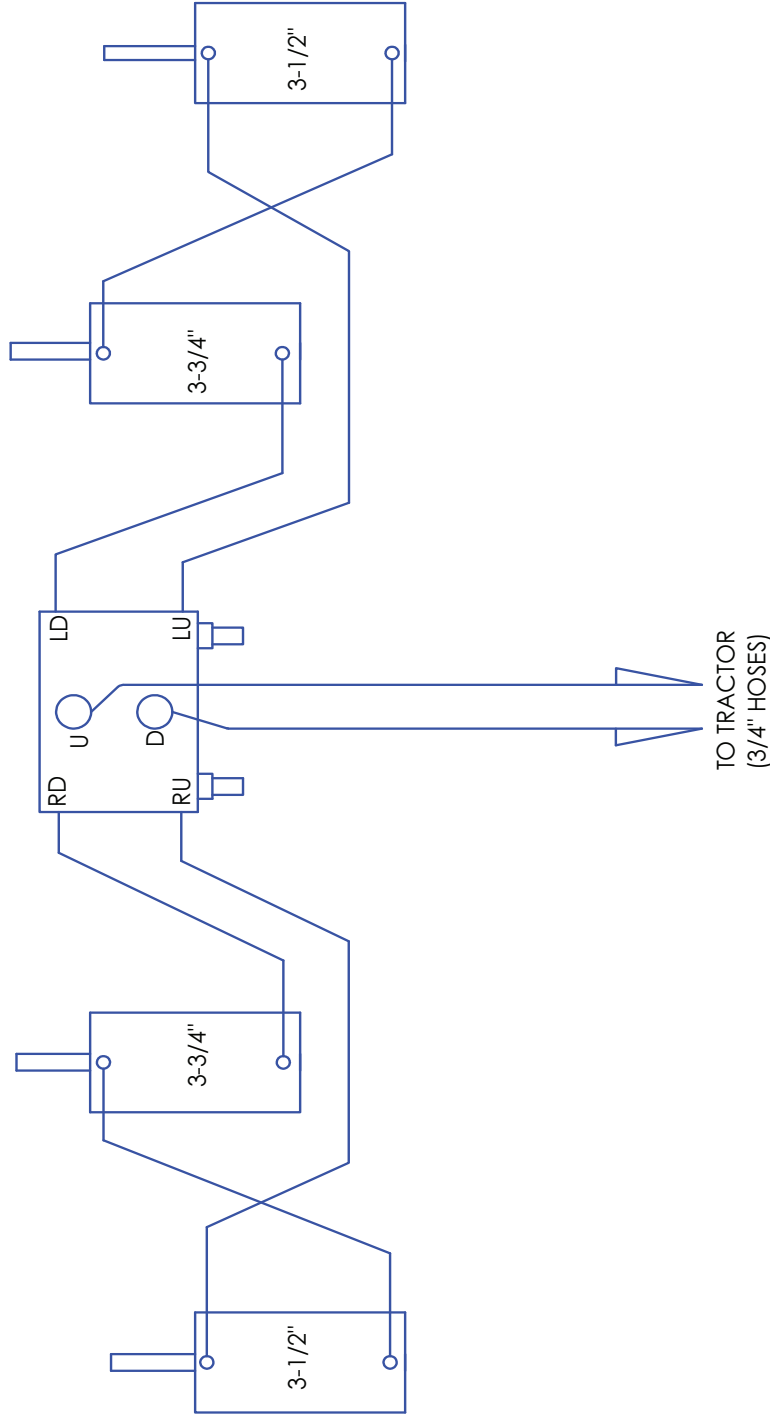 3-1/2"
3-3/4"
LD
LU
U
D
RD
RU
TO TRACTOR
(3/4" HOSES)
3-3/4"
3-1/2"